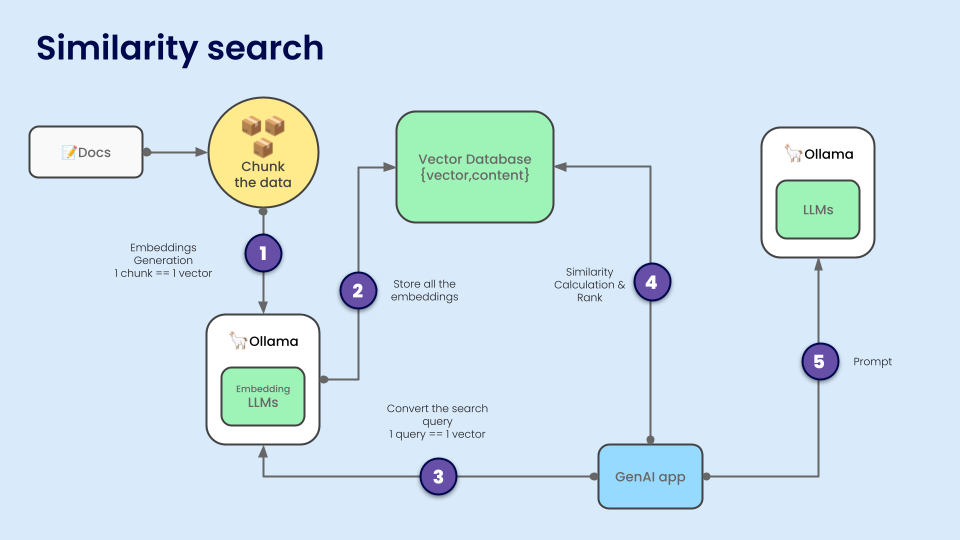 Similarity search
Docs
Chunk
the data
Vector Database
{vector,content}
Ollama
LLMs
Embeddings
Generation
1 chunk == 1 vector
1
2
Store all the
embeddings
Similarity
Calculation &
Rank
4
Ollama
Embedding
LLMs
5
Prompt
Convert the search
query
1 query == 1 vector
3
GenAI app